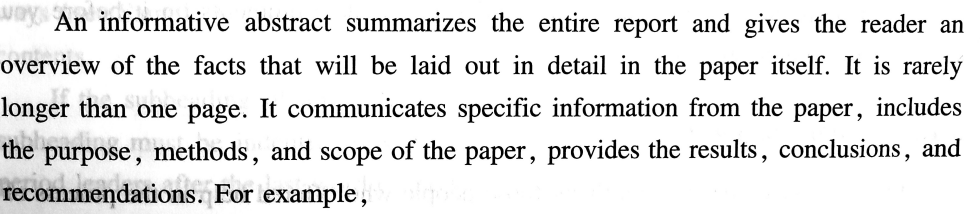 An informative abstract summarizes the entire report and gives the reader an
overview of the facts that will be laid out in detail in the paper itself. It is rarely
longer than one page. It communicates specific information from the paper, includes
the purpose, methods, and scope of the paper, provides the results, conclusions, and
recommendations. For example,